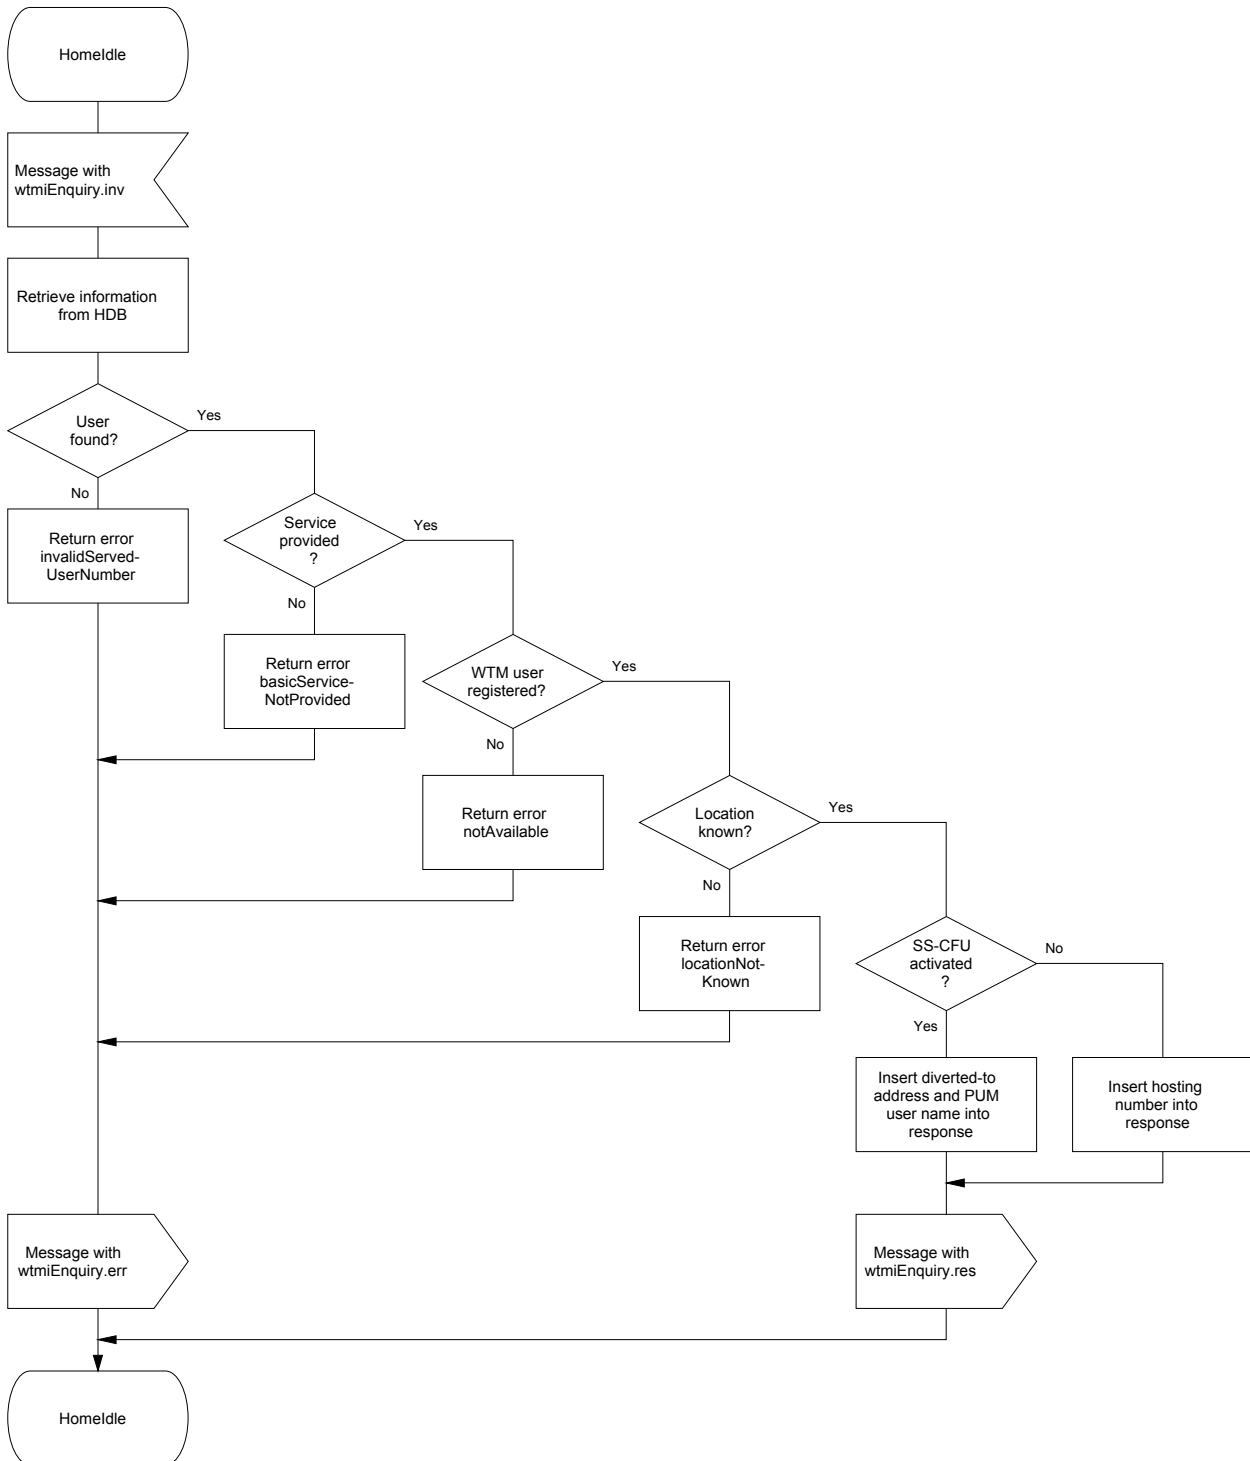 HomeIdle
Message with
wtmiEnquiry.inv
Retrieve information
from HDB
User
found?
Yes
No
Return error
invalidServed-
UserNumber
Service
provided
?
Yes
No
Return error
basicService-
NotProvided
WTM user
registered?
Yes
No
Return error
notAvailable
Location
known?
Yes
No
Return error
locationNot-
Known
SS-CFU
activated
?
No
Yes
Insert diverted-to
address and PUM
user name into
response
Insert hosting
number into
response
Message with
wtmiEnquiry.err
Message with
wtmiEnquiry.res
HomeIdle